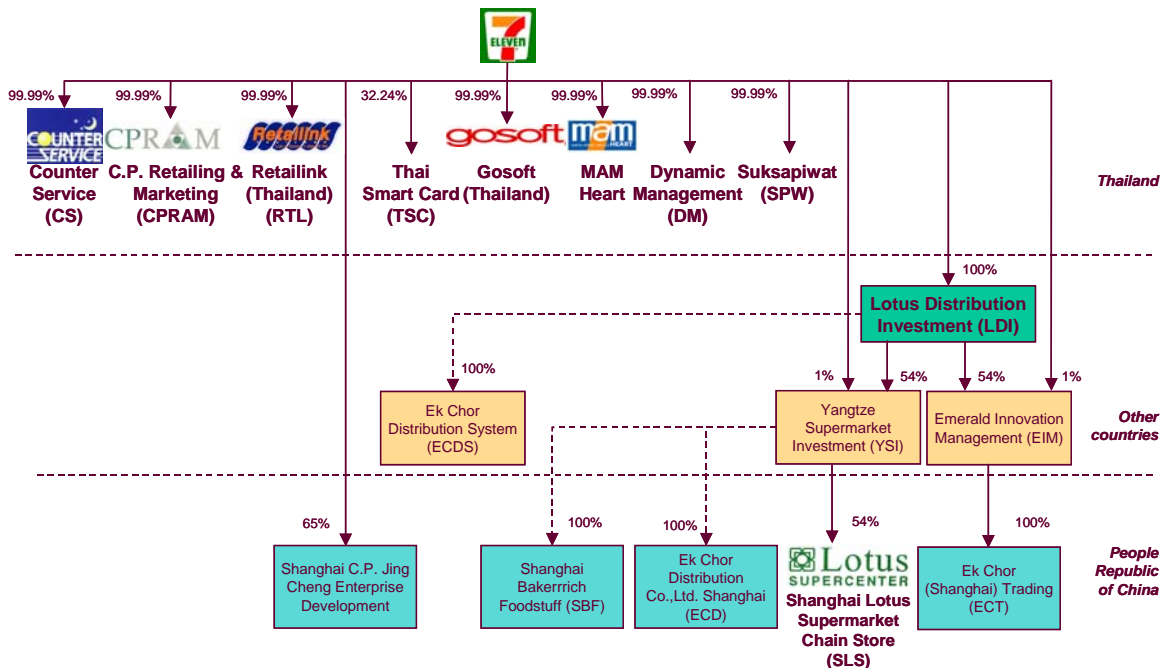 7
ELEVEn
99.99%
99.99%
99.99%
32.24%
99.99%
99.99%
99.99%
99.99%
COUNTER
SERVICE
CPRAM
Retailink
gosoft
mam
HEART
Counter
Service
(CS)
C.P. Retailing &
Marketing
(CPRAM)
Retailink
(Thailand)
(RTL)
Thai
Smart Card
(TSC)
Gosoft
(Thailand)
MAM
Heart
Dynamic
Management
(DM)
Suksapiwat
(SPW)
Thailand
100%
Lotus Distribution
Investment (LDI)
100%
1%
54%
54%
1%
Ek Chor
Distribution System
(ECDS)
Yangtze
Supermarket
Investment (YSI)
Emerald Innovation
Management (EIM)
Other
countries
65%
100%
100%
54%
100%
Shanghai C.P. Jing
Cheng Enterprise
Development
Shanghai
Bakerrrich
Foodstuff (SBF)
Ek Chor
Distribution
Co.,Ltd. Shanghai
(ECD)
Lotus
SUPERCENTER
Shanghai Lotus
Supermarket
Chain Store
(SLS)
Ek Chor
(Shanghai) Trading
(ECT)
People
Republic
of China